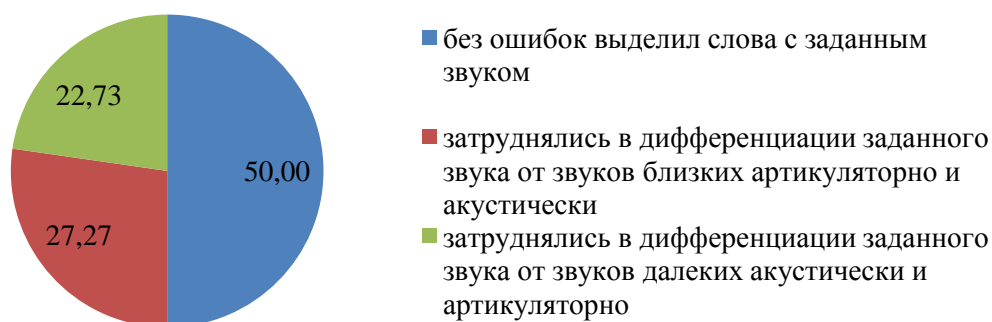 22,73
50,00
27,27
без ошибок выделил слова с заданным
звуком
затруднялись в дифференциации заданного
звука от звуков близких артикуляторно и
акустически
затруднялись в дифференциации заданного
звука от звуков далеких акустически и
артикуляторно